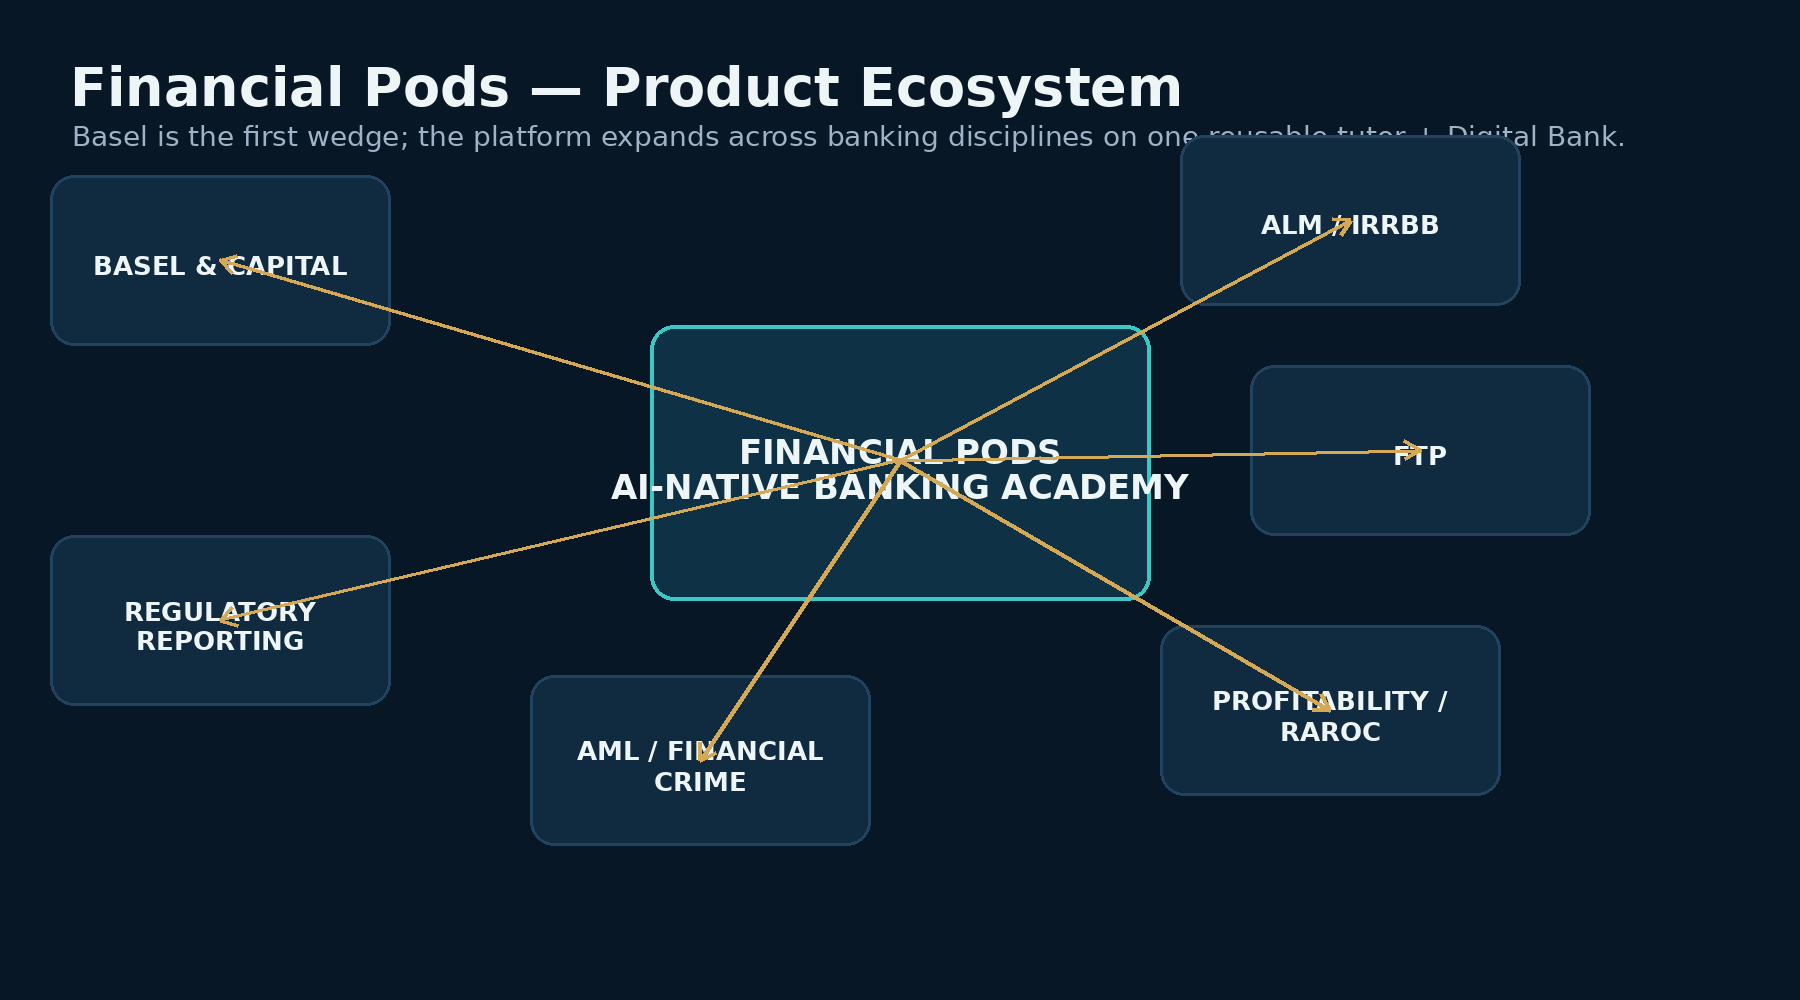 Financial Pods — Product Ecosystem
Basel is the first wedge; the platform expands across banking disciplines on one reusable tutor + Digital Bank.
BASEL & CAPITAL
ALM / IRRBB
FINANCIAL PODS
AI-NATIVE BANKING ACADEMY
FTP
REGULATORY
REPORTING
PROFITABILITY /
RAROC
AML / FINANCIAL
CRIME